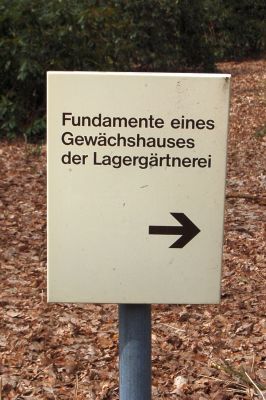 Fundamente eines
Gewächshauses
der Lagergärtnerei